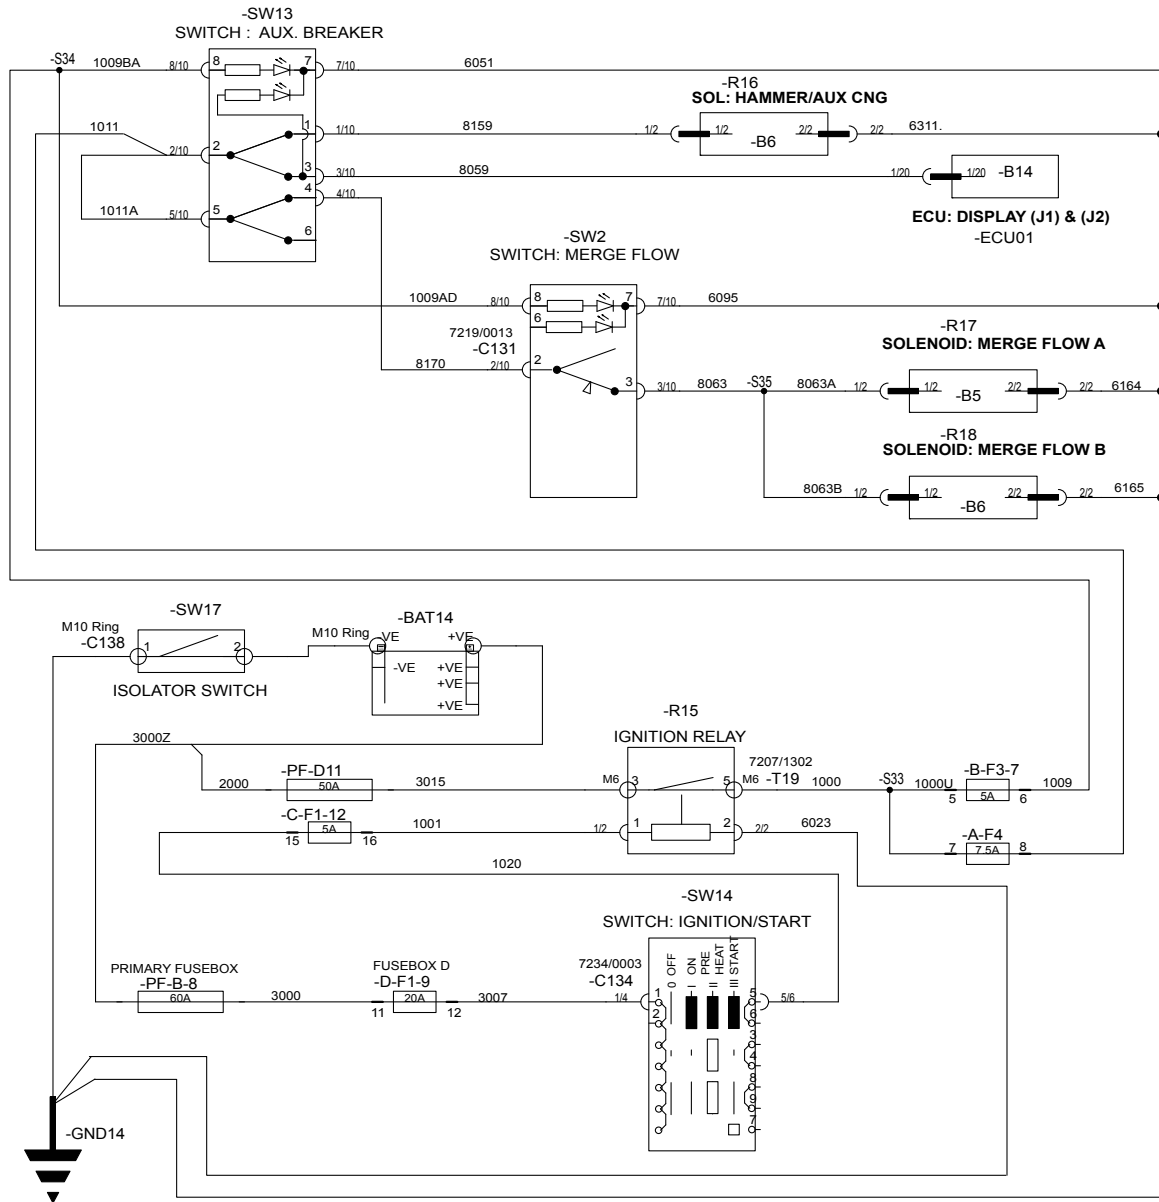 -SW13
SWITCH : AUX. BREAKER
-S34
1009BA
8/10
8
7
7/10
6051
-R16
SOL: HAMMER/AUX CNG
1011
2/10
2
1
1/10
8159
1/2
1/2
-B6
2/2
2/2
6311.
3
3/10
8059
1/20
1/20
-B14
4
4/10
1011A
5/10
5
6
ECU: DISPLAY (J1) & (J2)
-ECU01
-SW2
SWITCH: MERGE FLOW
1009AD
8/10
8
7
7/10
6095
6
7219/0013
-C131
8170
2/10
2
3
3/10
8063
-S35
8063A
-R17
SOLENOID: MERGE FLOW A
1/2
1/2
-B5
2/2
2/2
6164
-R18
SOLENOID: MERGE FLOW B
8063B
1/2
1/2
-B6
2/2
2/2
6165
-SW17
M10 Ring
-C138
1
2
ISOLATOR SWITCH
-BAT14
M10 Ring
-VE
+VE
-VE
+VE
+VE
+VE
3000Z
-R15
IGNITION RELAY
2000
-PF-D11
50A
3015
M6
3
5
M6
7207/1302
-T19
1000
-S33
1000U
5
-B-F3-7
5A
6
1009
-C-F1-12
15
5A
16
1001
1/2
1
2
2/2
6023
-A-F4
7
7.5A
8
1020
-SW14
SWITCH: IGNITION/START
PRIMARY FUSEBOX
-PF-B-8
60A
3000
FUSEBOX D
-D-F1-9
11
20A
12
3007
7234/0003
-C134
1/4
1
2
0 OFF
I ON
PRE
II HEAT
III START
5
6
3
4
8
9
7
5/6
-GND14